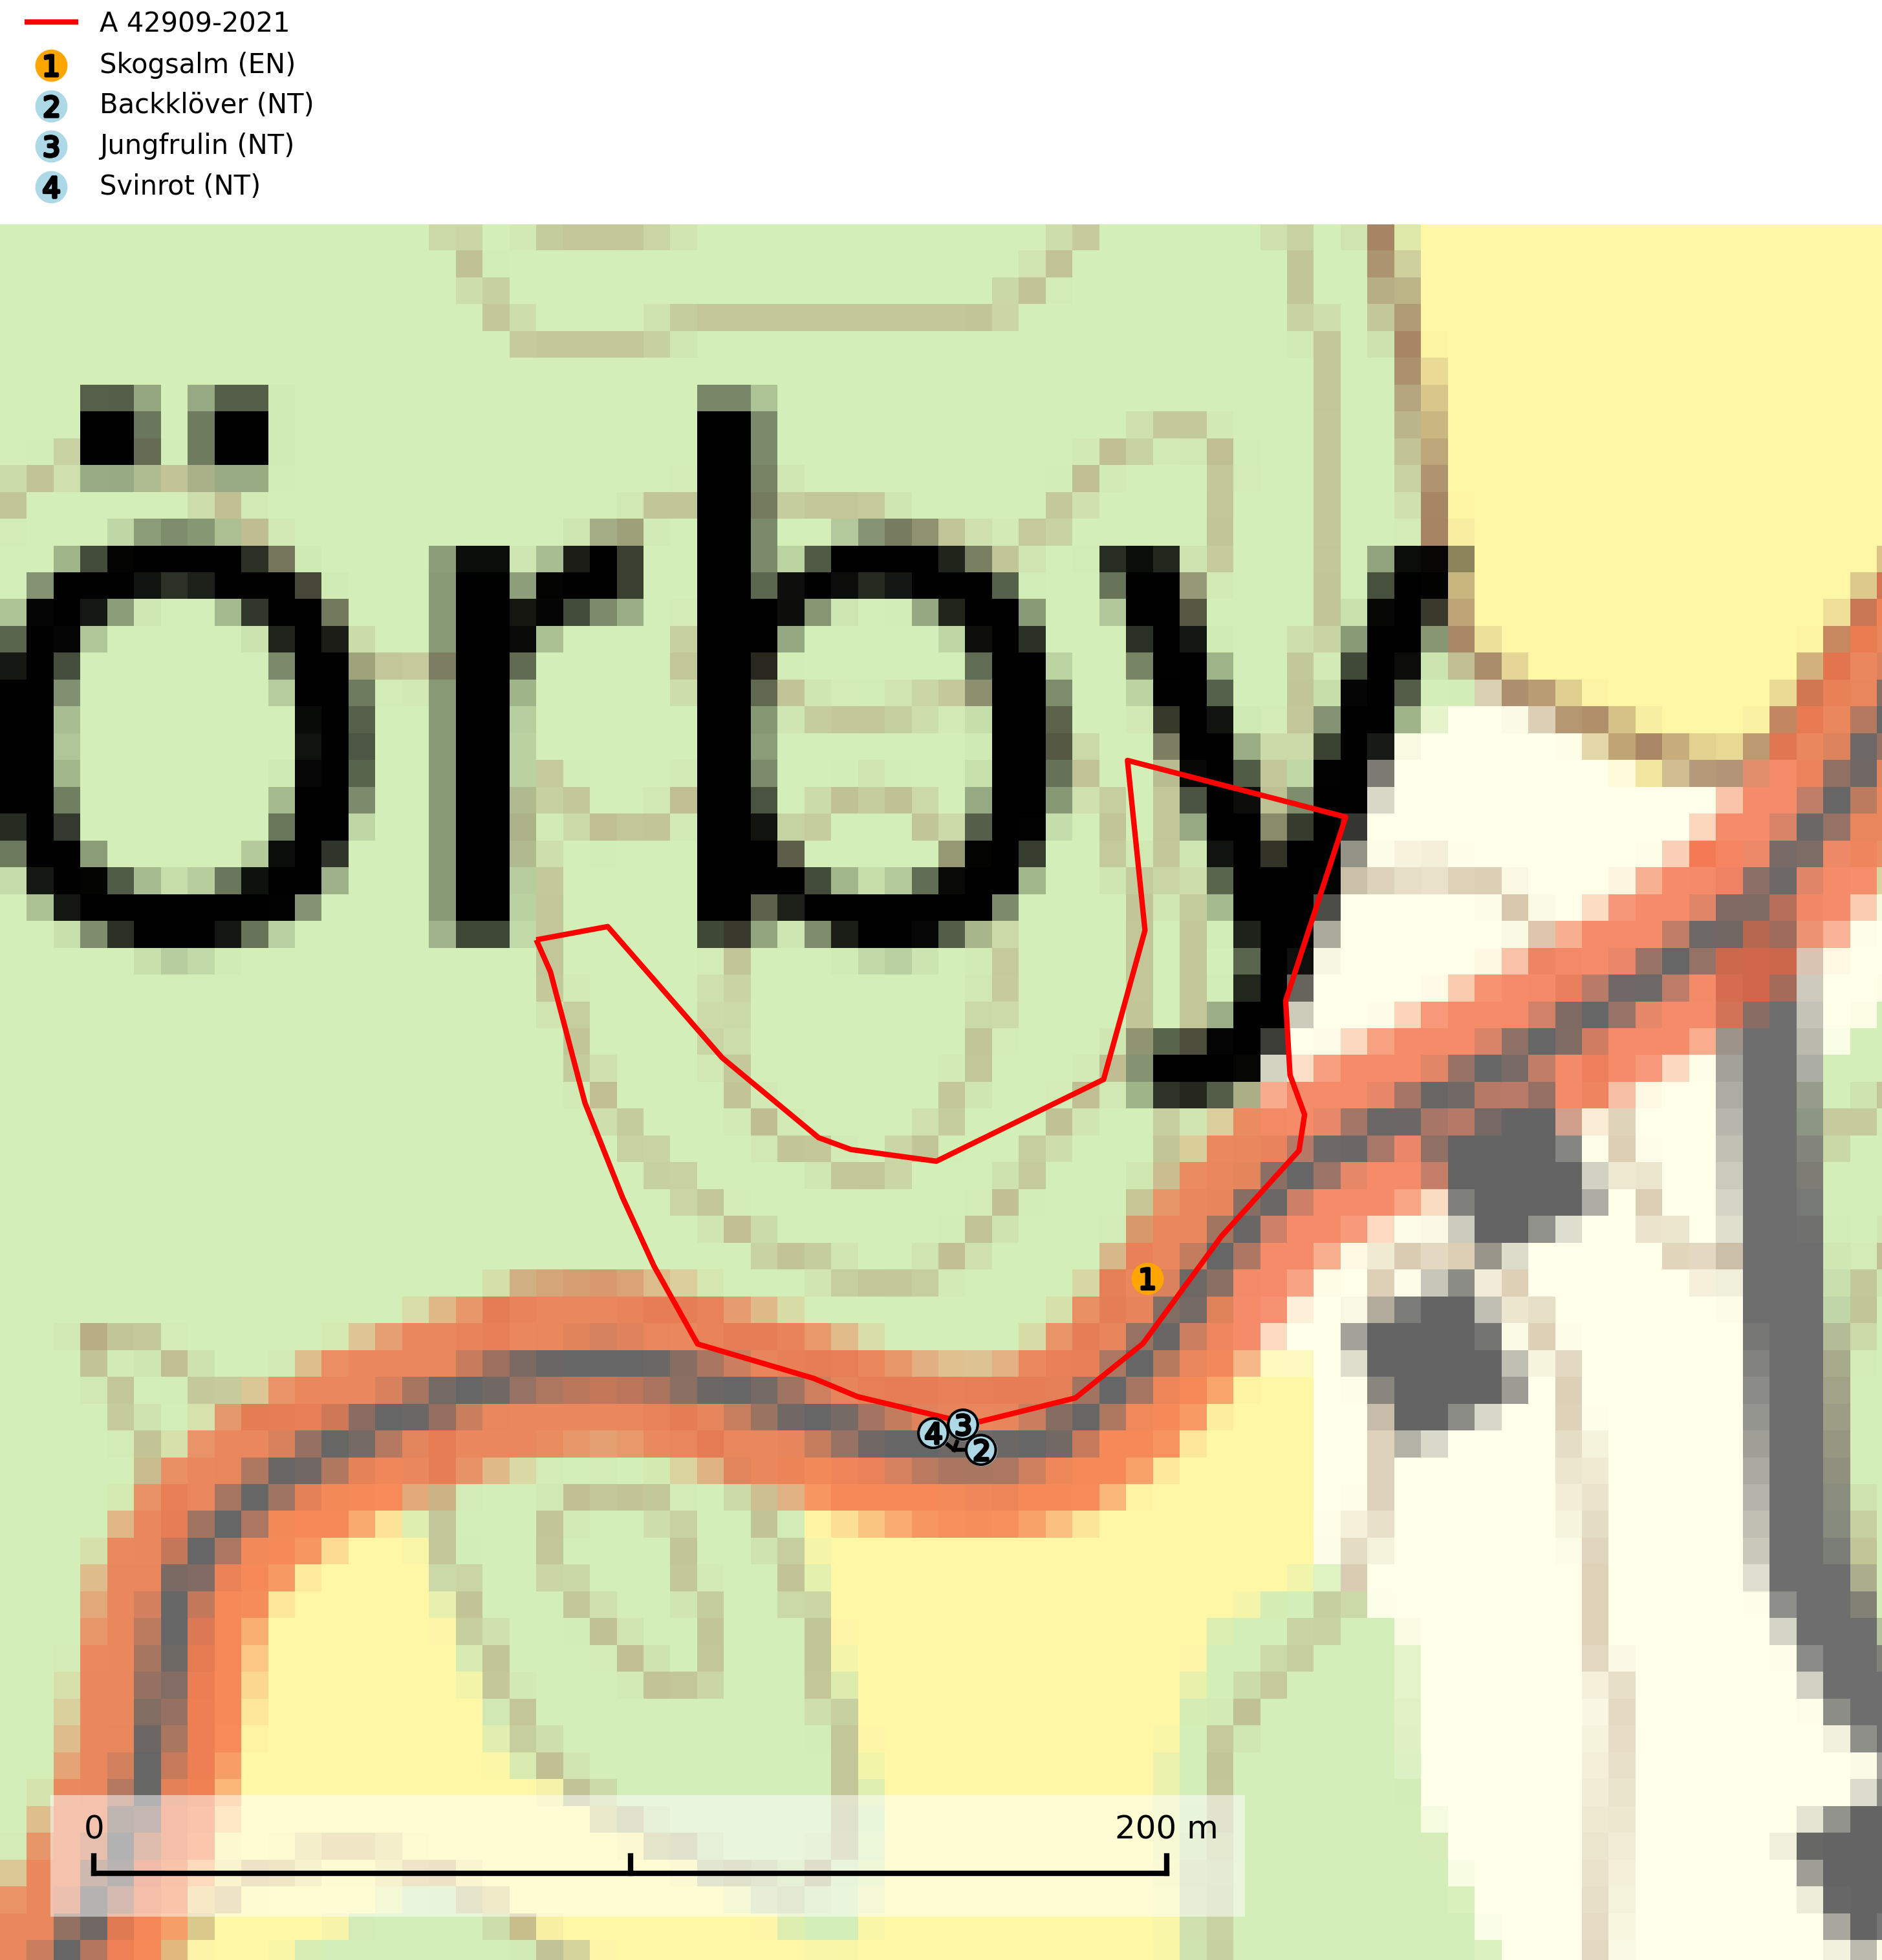 A 42909-2021
1 Skogsalm (EN)
2 Backklöver (NT)
3 Jungfrulin (NT)
4 Svinrot (NT)
örby
1
4 3 2
0 200 m